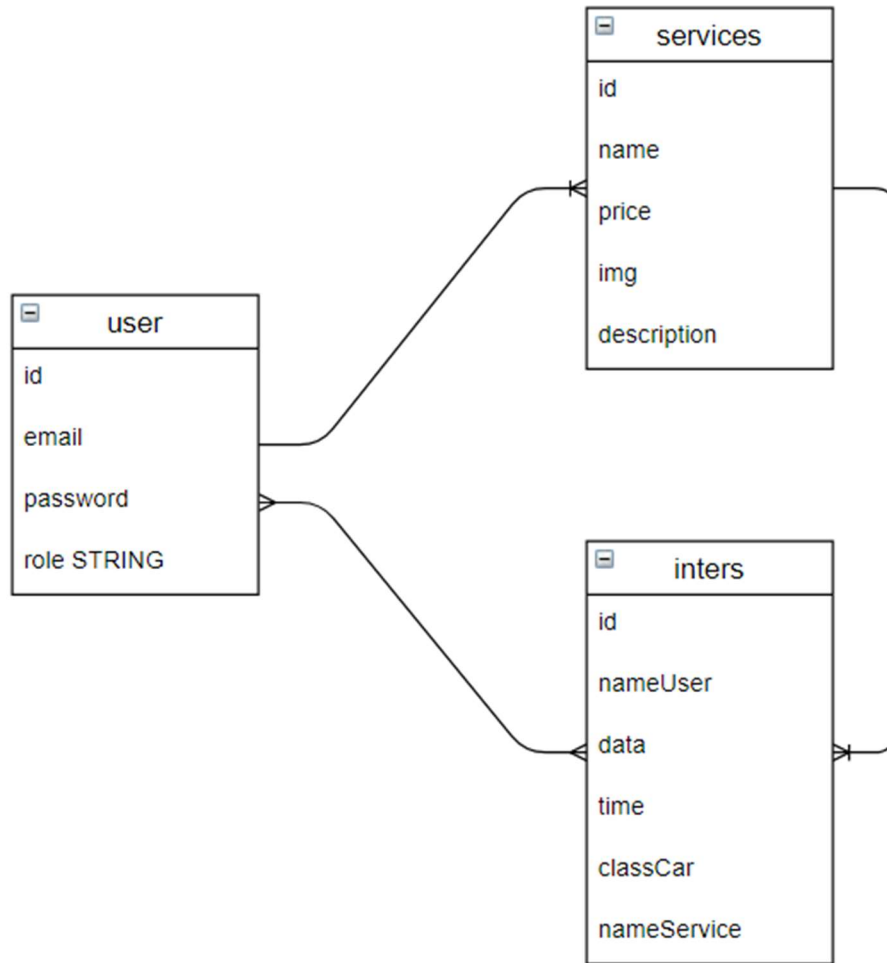 services
id
name
price
img
description
user
id
email
password
role STRING
inters
id
nameUser
data
time
classCar
nameService